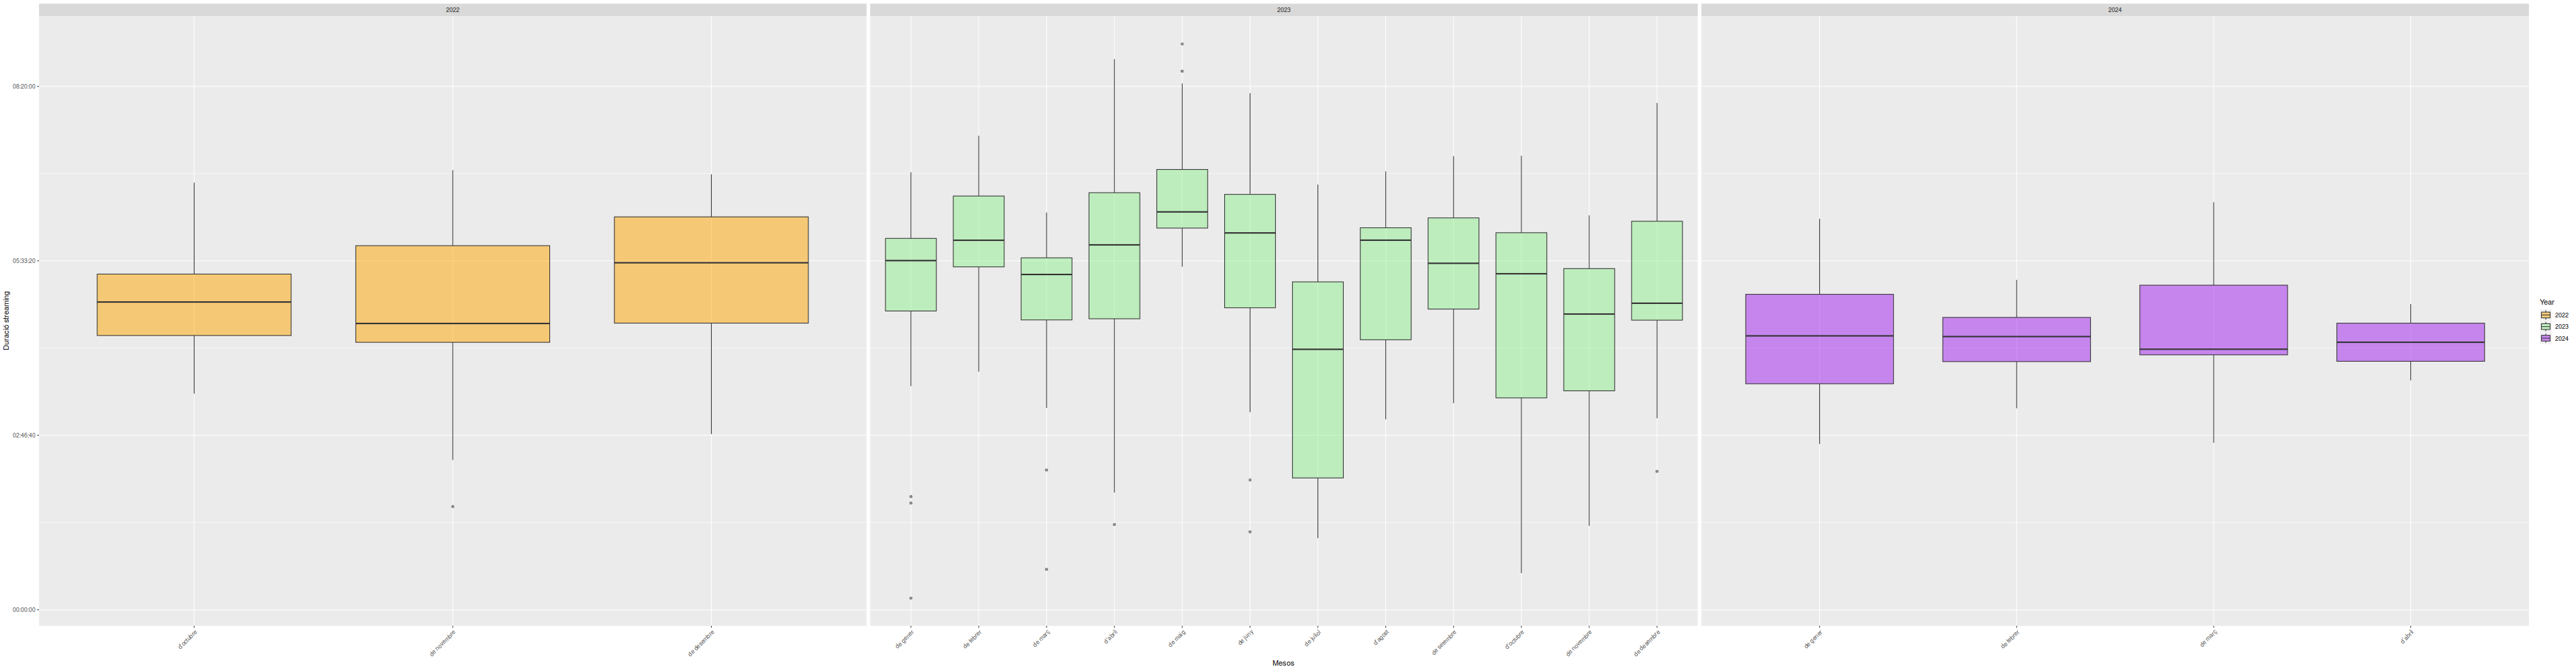 2022
2023
2024
08:20:00
05:33:20
02:46:40
00:00:00
Duració streaming
d'octubre
de novembre
de desembre
de gener
de febrer
de març
d'abril
de maig
de juny
de juliol
d'agost
de setembre
d'octubre
de novembre
de desembre
de gener
de febrer
de març
d'abril
Mesos
Year
2022
2023
2024